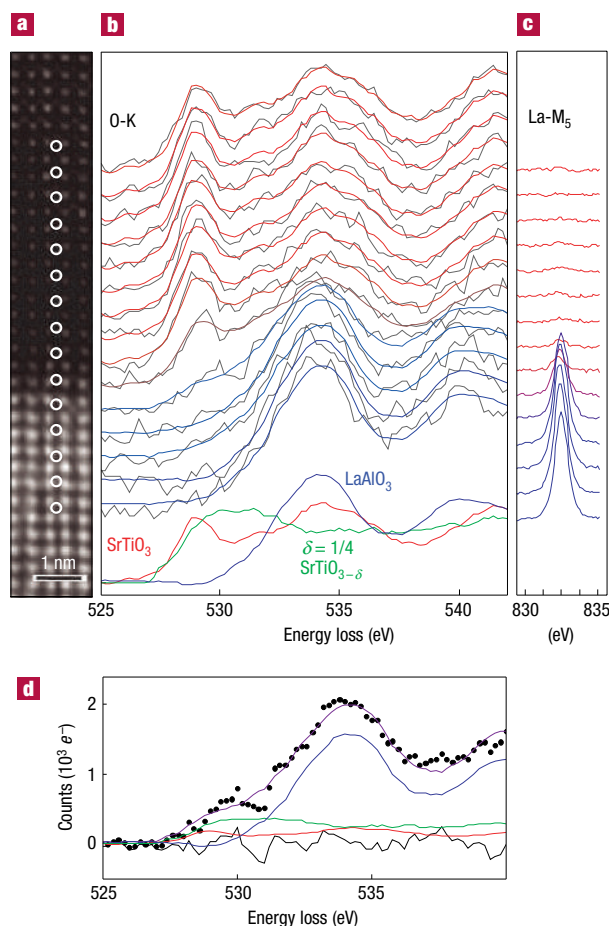 a
b
c
O-K
La-M5
LaAlO3
SrTiO3
δ = 1/4
SrTiO3–δ
1 nm
525 530 535 540
Energy loss (eV)
830 835
(eV)
d
2
1
0
Counts (10³ e⁻)
525 530 535
Energy loss (eV)